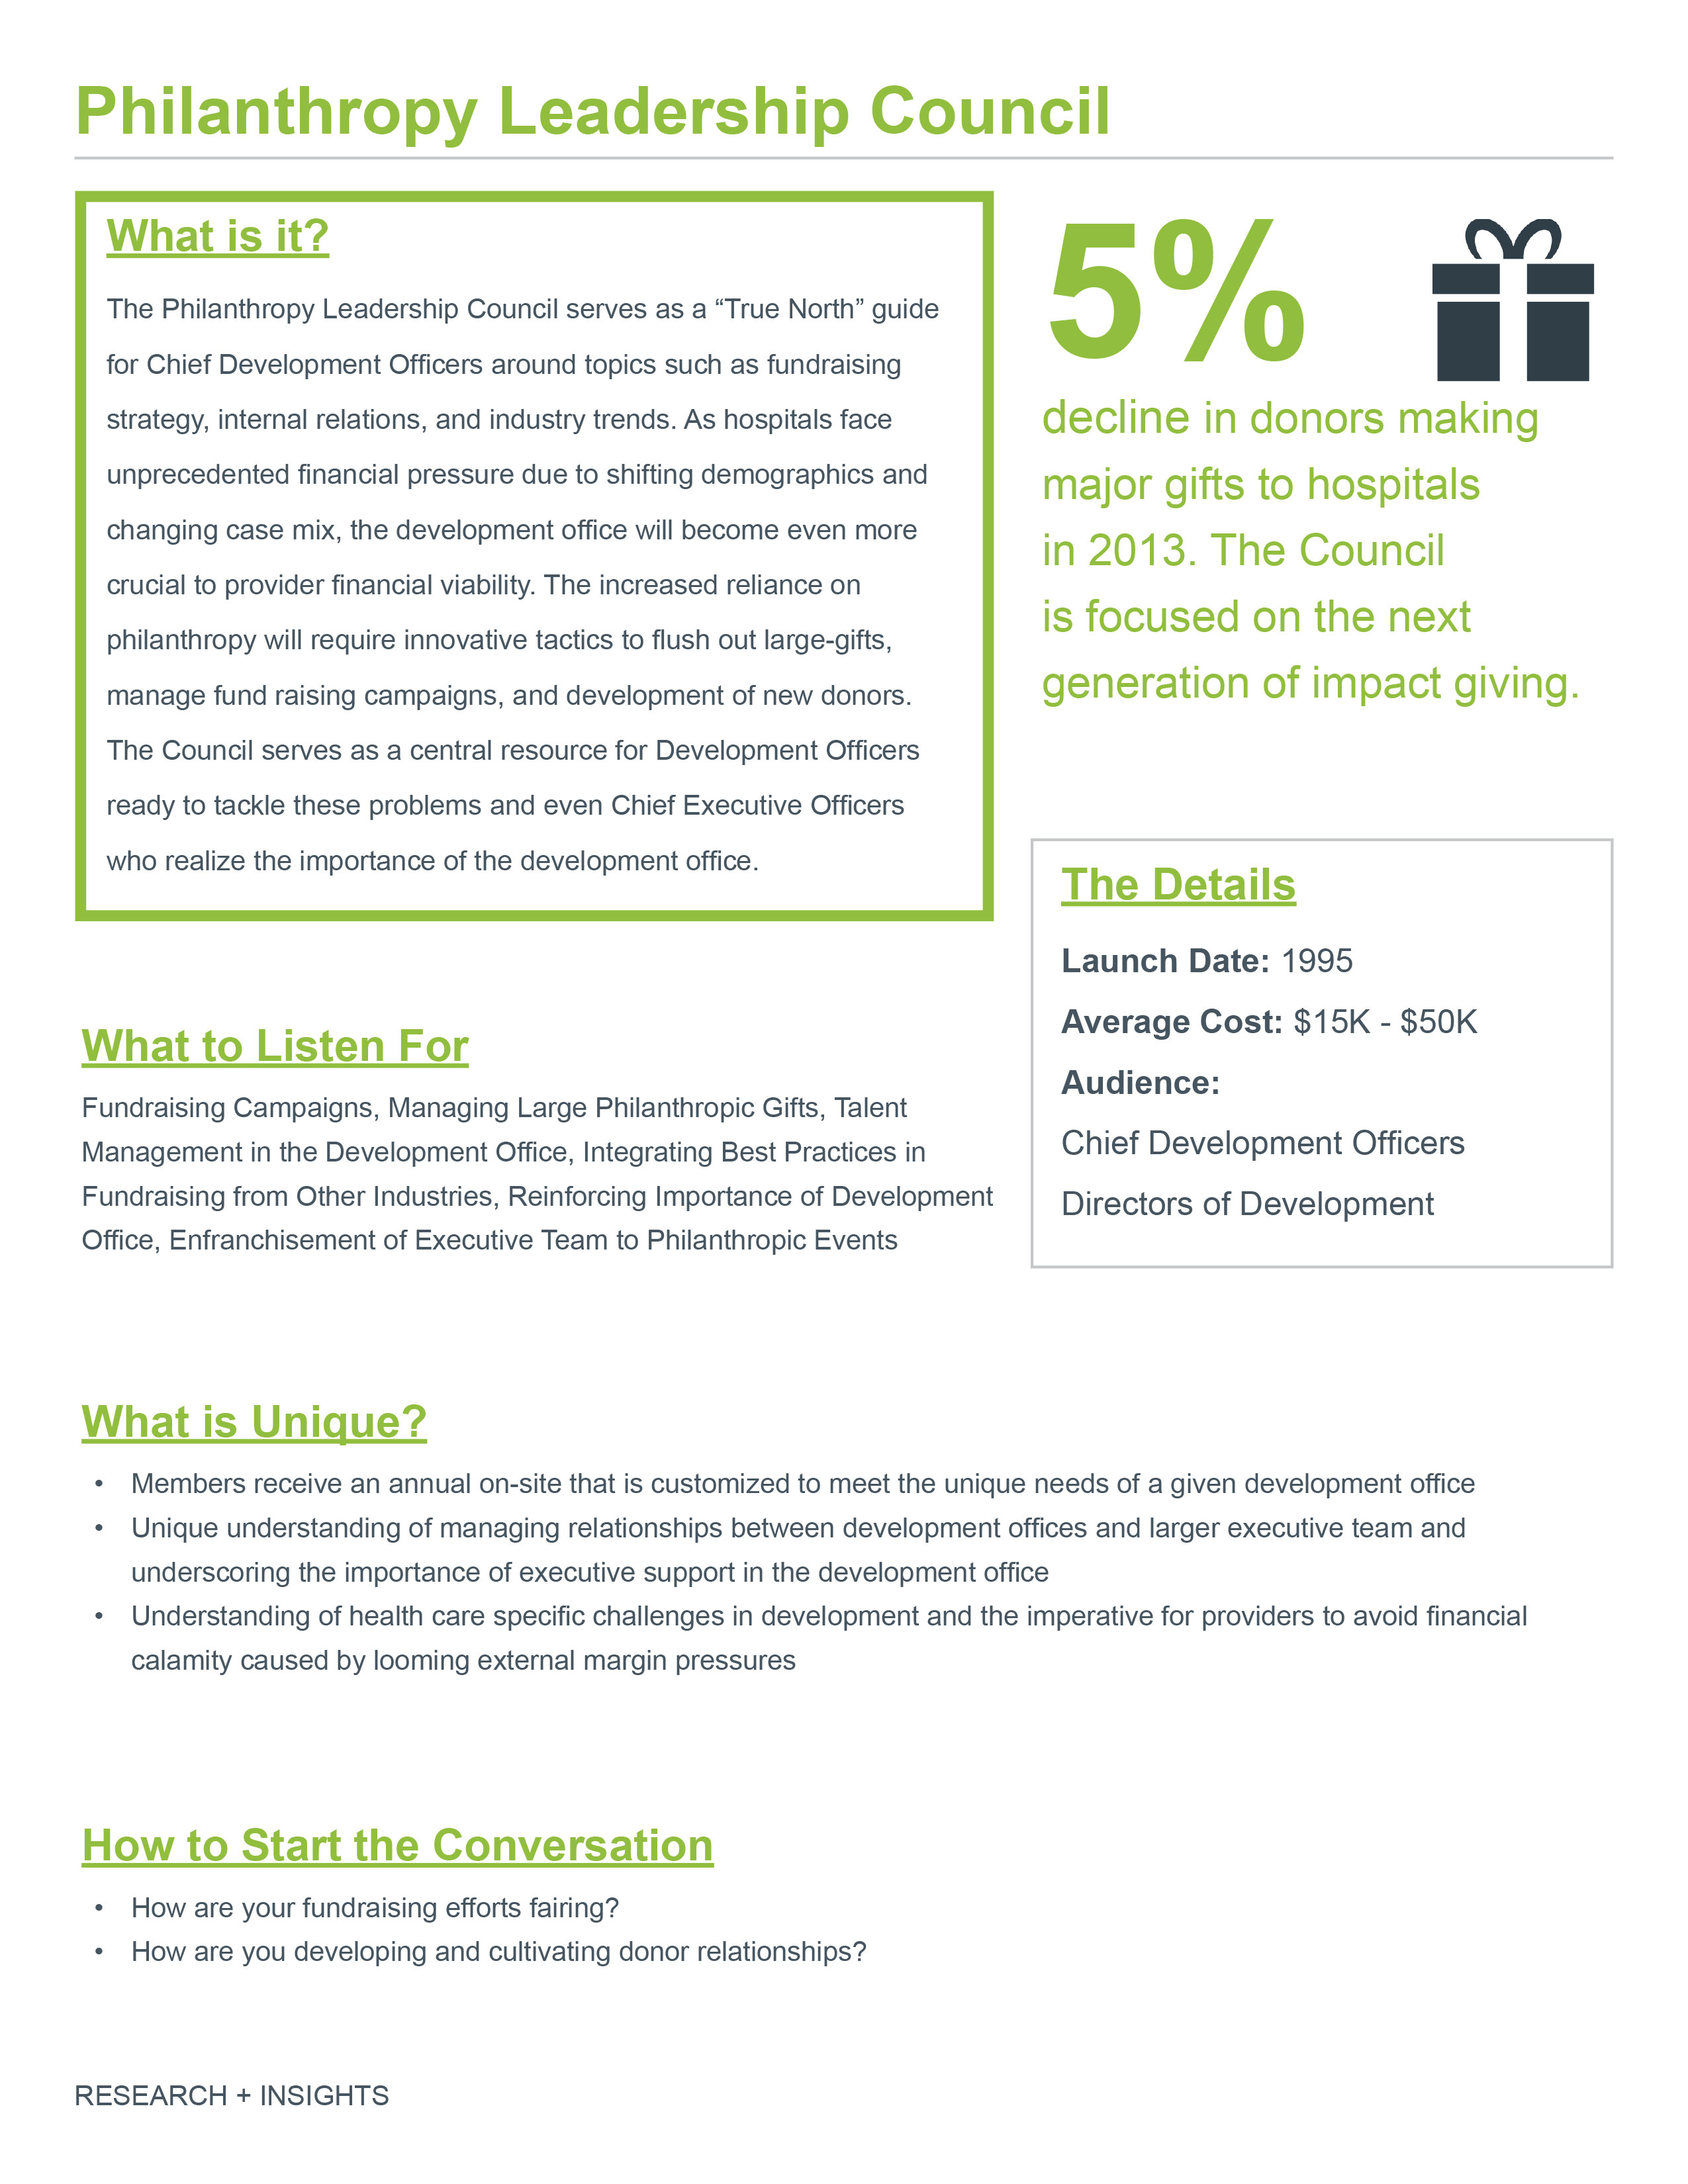 Philanthropy Leadership Council
What is it?
The Philanthropy Leadership Council serves as a “True North” guide
for Chief Development Officers around topics such as fundraising
strategy, internal relations, and industry trends. As hospitals face
unprecedented financial pressure due to shifting demographics and
changing case mix, the development office will become even more
crucial to provider financial viability. The increased reliance on
philanthropy will require innovative tactics to flush out large-gifts,
manage fund raising campaigns, and development of new donors.
The Council serves as a central resource for Development Officers
ready to tackle these problems and even Chief Executive Officers
who realize the importance of the development office.
5%
decline in donors making
major gifts to hospitals
in 2013. The Council
is focused on the next
generation of impact giving.
The Details
Launch Date: 1995
Average Cost: $15K - $50K
Audience:
Chief Development Officers
Directors of Development
What to Listen For
Fundraising Campaigns, Managing Large Philanthropic Gifts, Talent
Management in the Development Office, Integrating Best Practices in
Fundraising from Other Industries, Reinforcing Importance of Development
Office, Enfranchisement of Executive Team to Philanthropic Events
What is Unique?
• Members receive an annual on-site that is customized to meet the unique needs of a given development office
• Unique understanding of managing relationships between development offices and larger executive team and
underscoring the importance of executive support in the development office
• Understanding of health care specific challenges in development and the imperative for providers to avoid financial
calamity caused by looming external margin pressures
How to Start the Conversation
• How are your fundraising efforts fairing?
• How are you developing and cultivating donor relationships?
RESEARCH + INSIGHTS